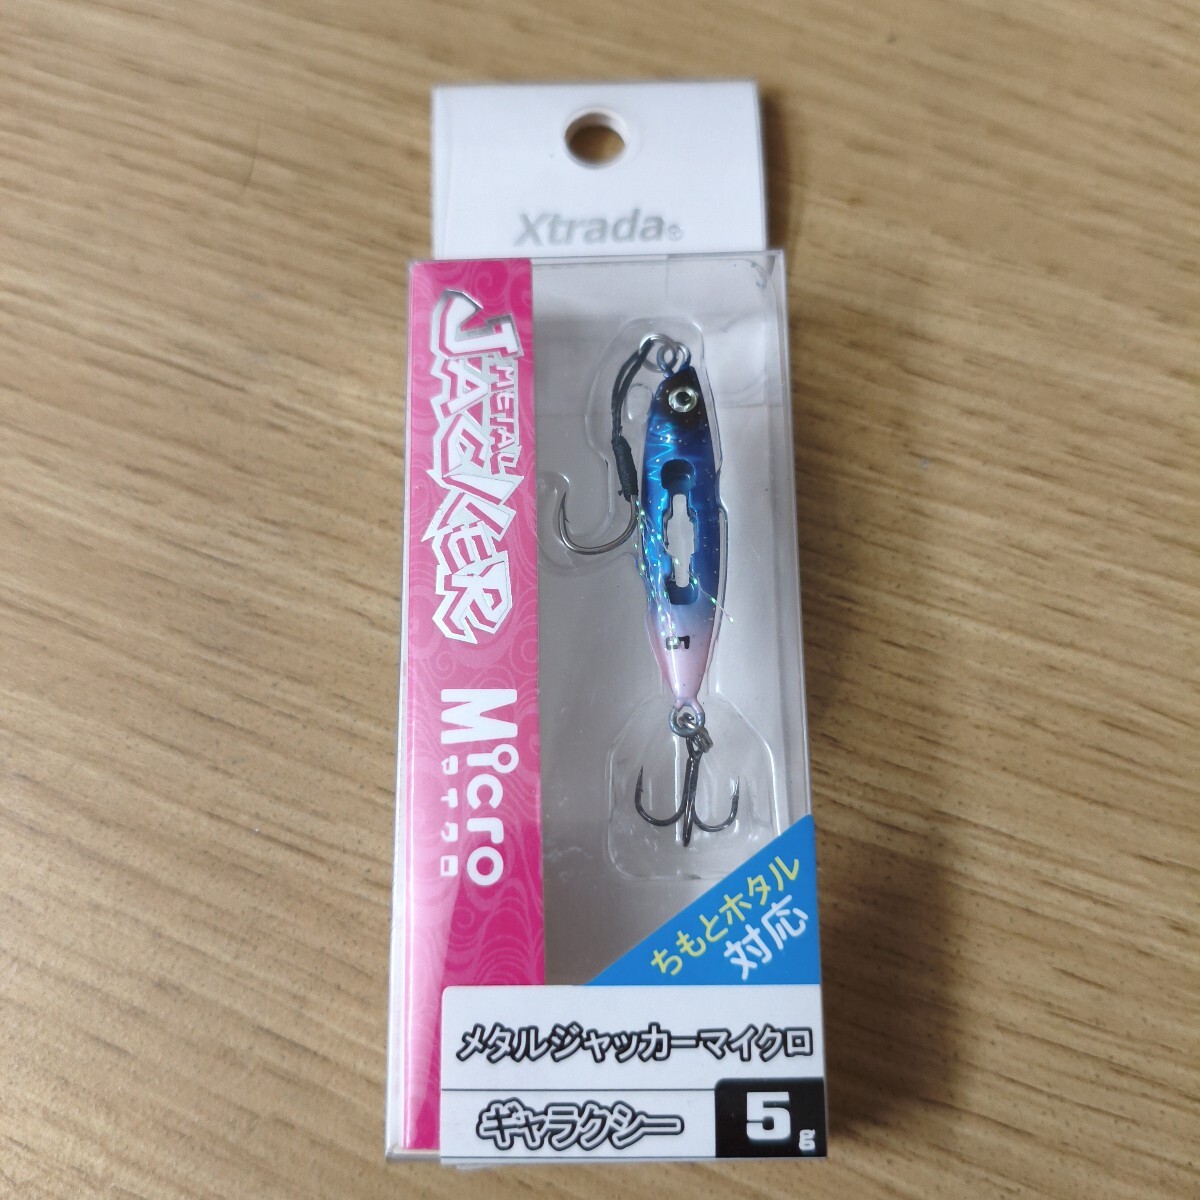 Xtrada
METAL
JACKER
Micro
マイクロ
5
ちもとホタル
対応
メタルジャッカーマイクロ
ギャラクシー
5g